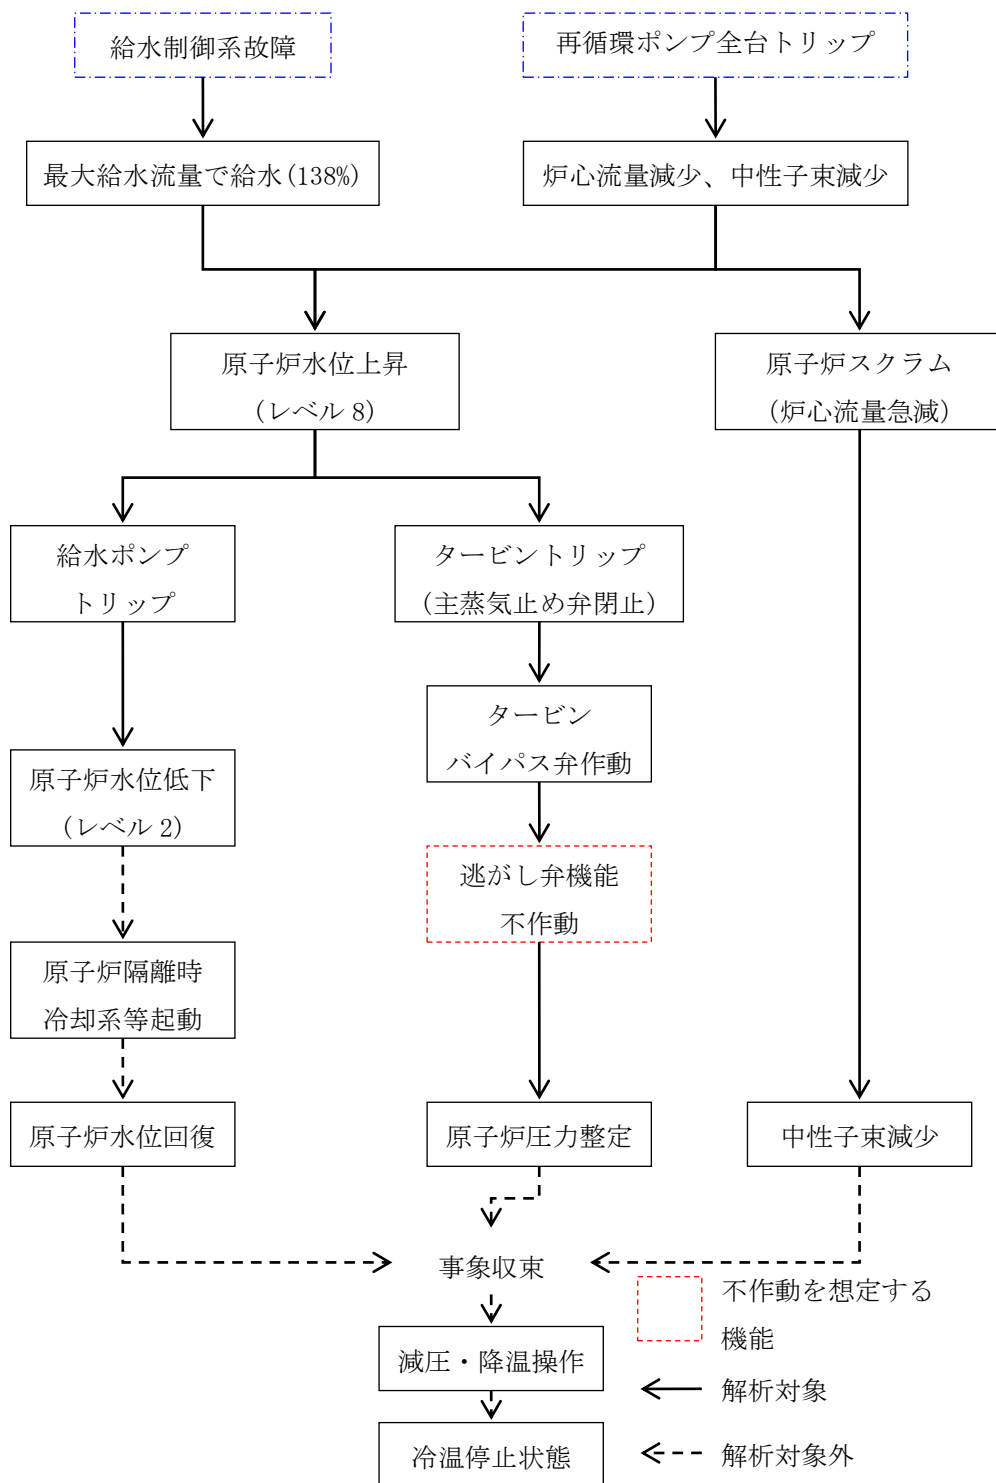 給水制御系故障
再循環ポンプ全台トリップ
最大給水流量で給水(138%)
炉心流量減少、中性子束減少
原子炉水位上昇
(レベル 8)
原子炉スクラム
(炉心流量急減)
給水ポンプ
トリップ
タービントリップ
(主蒸気止め弁閉止)
タービン
バイパス弁作動
原子炉水位低下
(レベル 2)
逃がし弁機能
不作動
原子炉隔離時
冷却系等起動
原子炉水位回復
原子炉圧力整定
中性子束減少
事象収束
不作動を想定する
機能
減圧・降温操作
解析対象
冷温停止状態
解析対象外